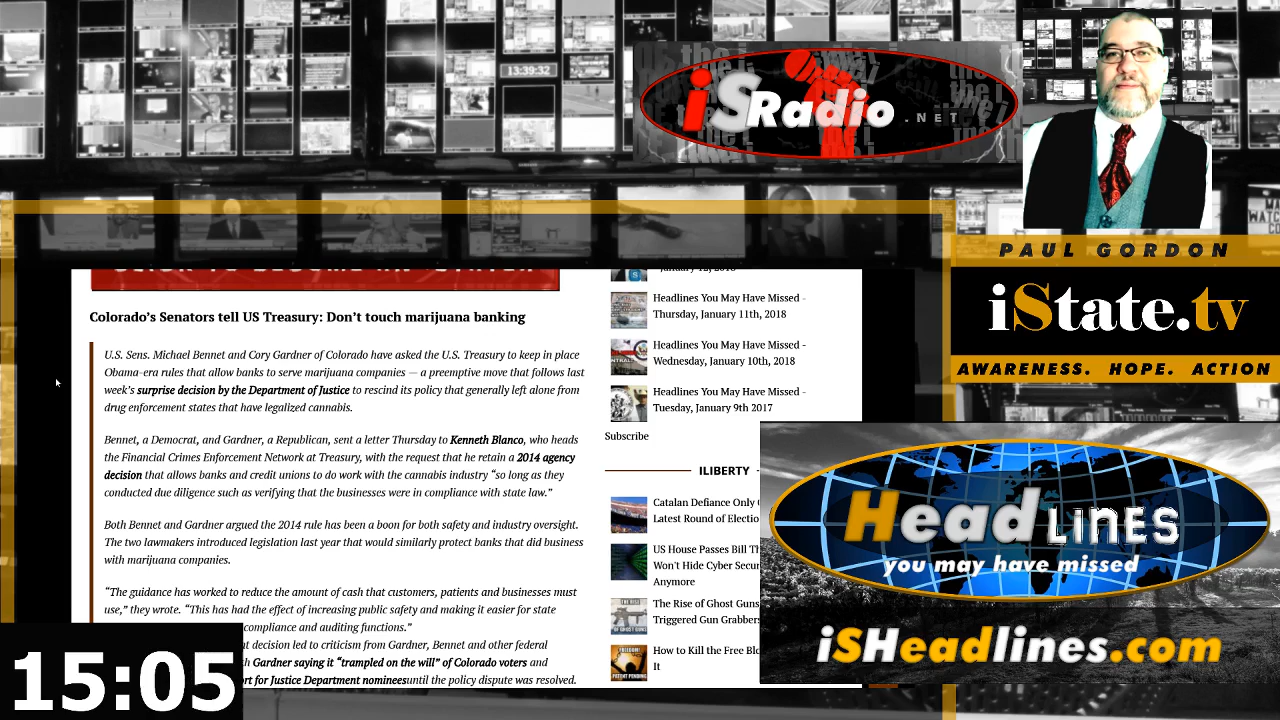 13:39:32
iSRadio.NET
PAUL GORDON
iState.tv
AWARENESS. HOPE. ACTION
Colorado’s Senators tell US Treasury: Don’t touch marijuana banking
U.S. Sens. Michael Bennet and Cory Gardner of Colorado have asked the U.S. Treasury to keep in place
Obama-era rules that allow banks to serve marijuana companies — a preemptive move that follows last
week’s surprise decision by the Department of Justice to rescind its policy that generally left alone from
drug enforcement states that have legalized cannabis.
Bennet, a Democrat, and Gardner, a Republican, sent a letter Thursday to Kenneth Blanco, who heads
the Financial Crimes Enforcement Network at Treasury, with the request that he retain a 2014 agency
decision that allows banks and credit unions to do work with the cannabis industry “so long as they
conducted due diligence such as verifying that the businesses were in compliance with state law.”
Both Bennet and Gardner argued the 2014 rule has been a boon for both safety and industry oversight.
The two lawmakers introduced legislation last year that would similarly protect banks that did business
with marijuana companies.
“The guidance has worked to reduce the amount of cash that customers, patients and businesses must
use,” they wrote. “This has had the effect of increasing public safety and making it easier for state
compliance and auditing functions.”
decision led to criticism from Gardner, Bennet and other federal
Gardner saying it “trampled on the will” of Colorado voters and
for Justice Department nominees until the policy dispute was resolved.
Headlines You May Have Missed -
Thursday, January 11th, 2018
Headlines You May Have Missed -
Wednesday, January 10th, 2018
Headlines You May Have Missed -
Tuesday, January 9th 2017
Subscribe
ILIBERTY
Catalan Defiance Only
Latest Round of Electio
US House Passes Bill Th
Won't Hide Cyber Secur
Anymore
The Rise of Ghost Guns
Triggered Gun Grabbers
How to Kill the Free Blo
It
HeadLINES
you may have missed
iSHeadlines.com
15:05